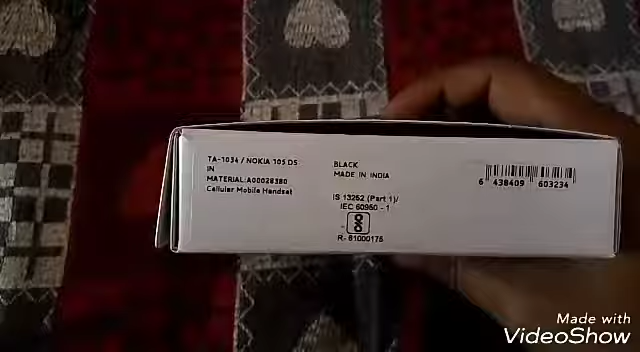 TA-1034 / NOKIA 105 DS
IN
MATERIAL:A00028380
Cellular Mobile Handset
BLACK
MADE IN INDIA
IS 13252 (Part 1)/
IEC 60950 - 1
R- 61000175
6 438409 603234
Made with
VideoShow